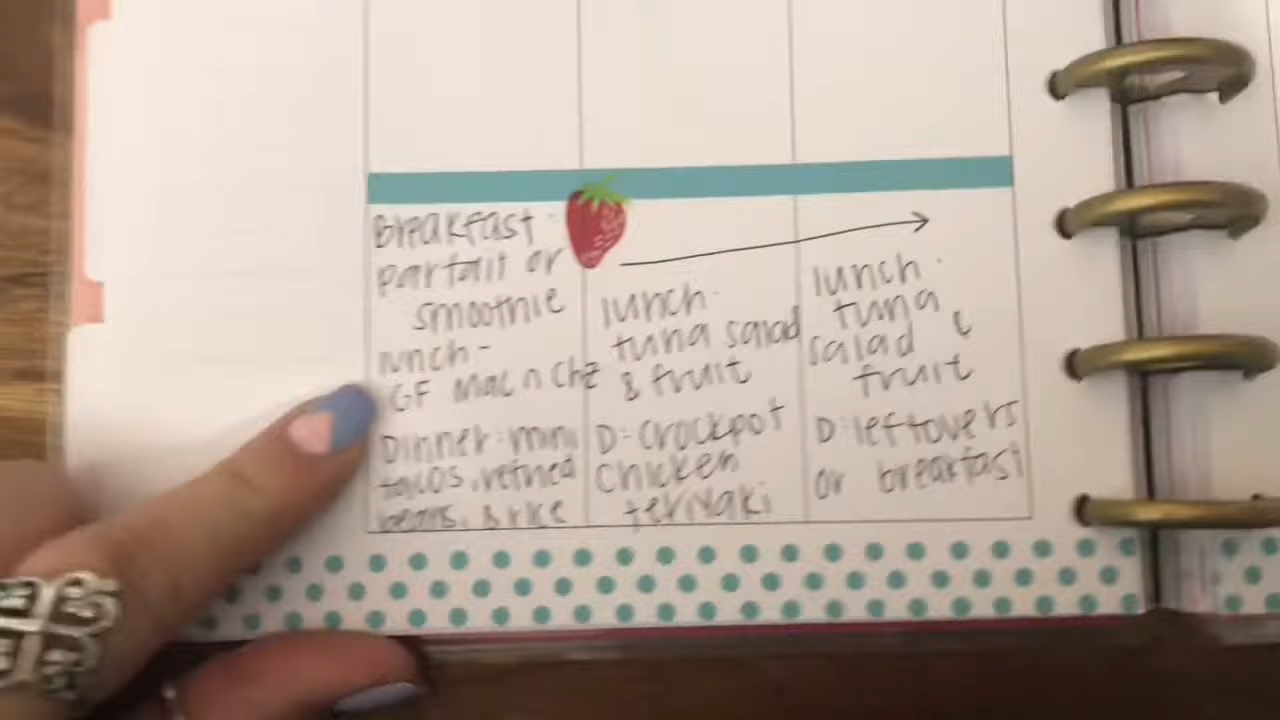 Breakfast-
parfait or
smoothie
lunch-
GF Mac n Chz
Dinner-mini
tacos, refried
beans, & rice
lunch-
tuna salad
& fruit
D-crockpot
chicken
teriyaki
lunch-
tuna
salad &
fruit
D-leftovers
or breakfast